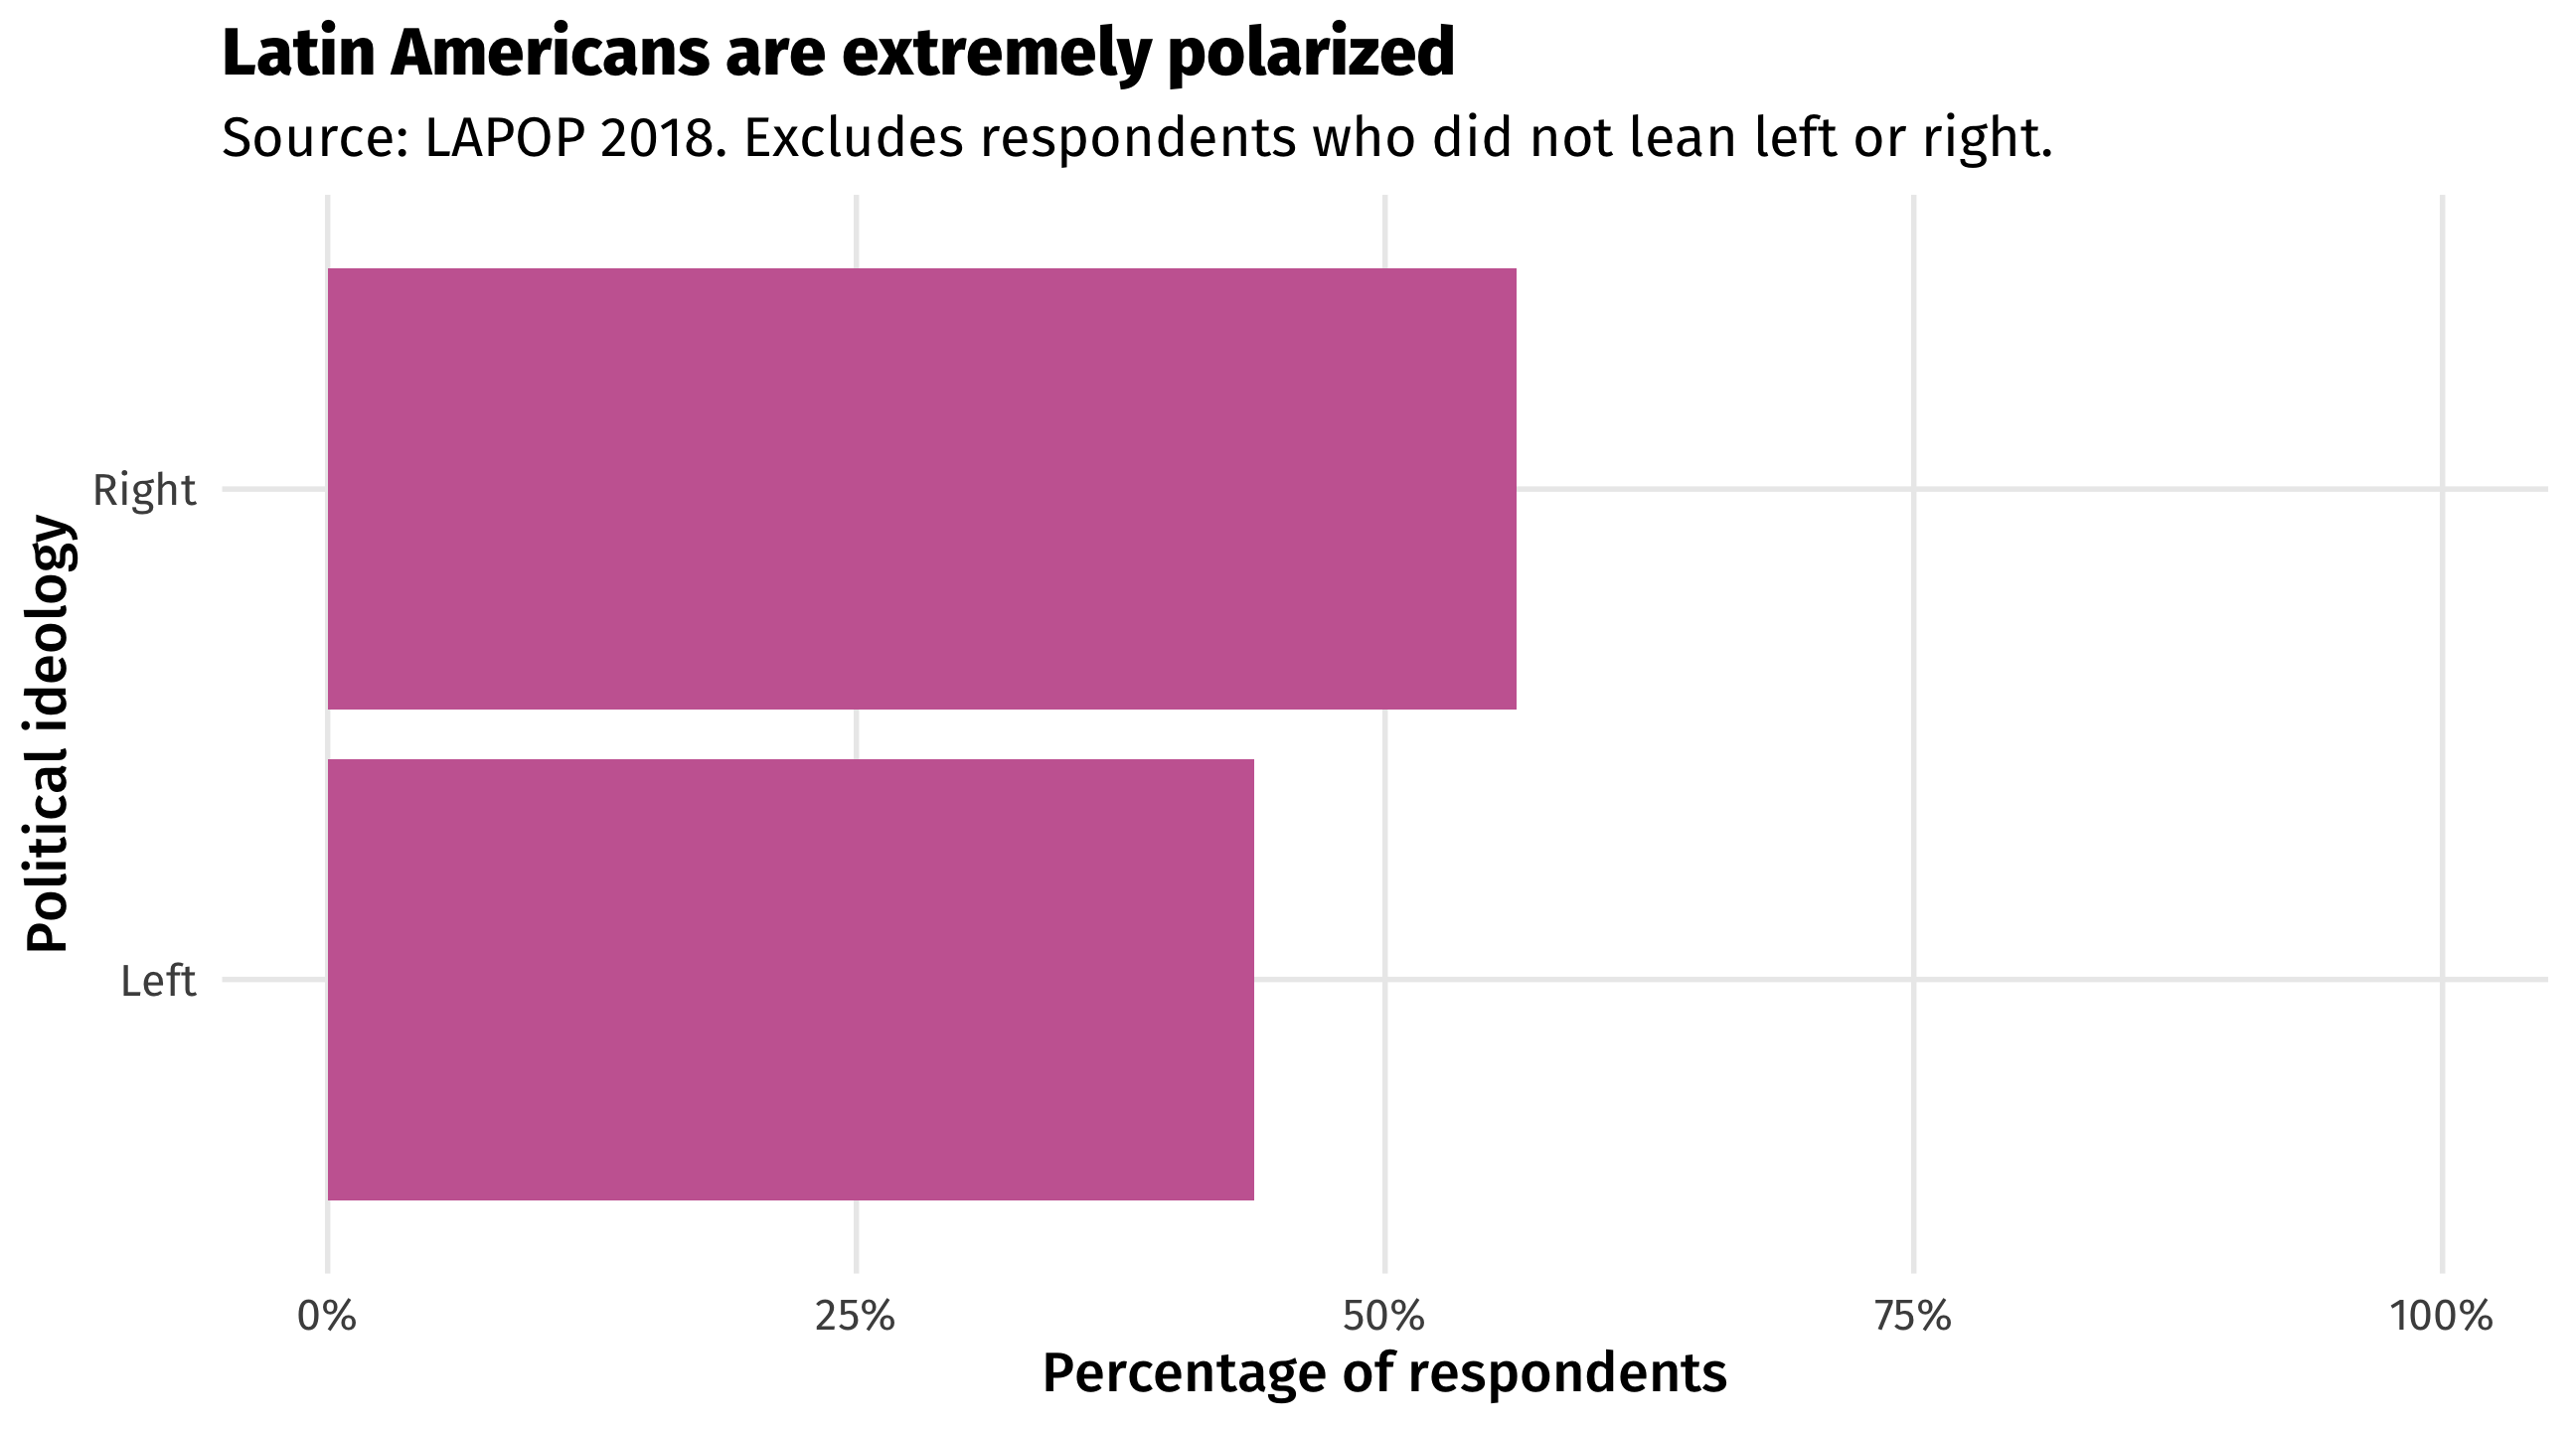 Latin Americans are extremely polarized
Source: LAPOP 2018. Excludes respondents who did not lean left or right.
Political ideology
Right
Left
0%
25%
50%
75%
100%
Percentage of respondents